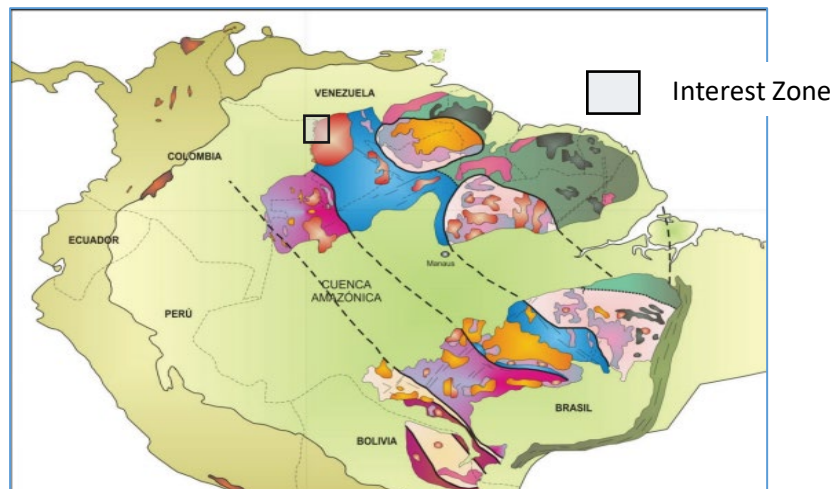 VENEZUELA
Interest Zone
COLOMBIA
ECUADOR
Manaus
CUENCA
AMAZÓNICA
PERÚ
BRASIL
BOLIVIA